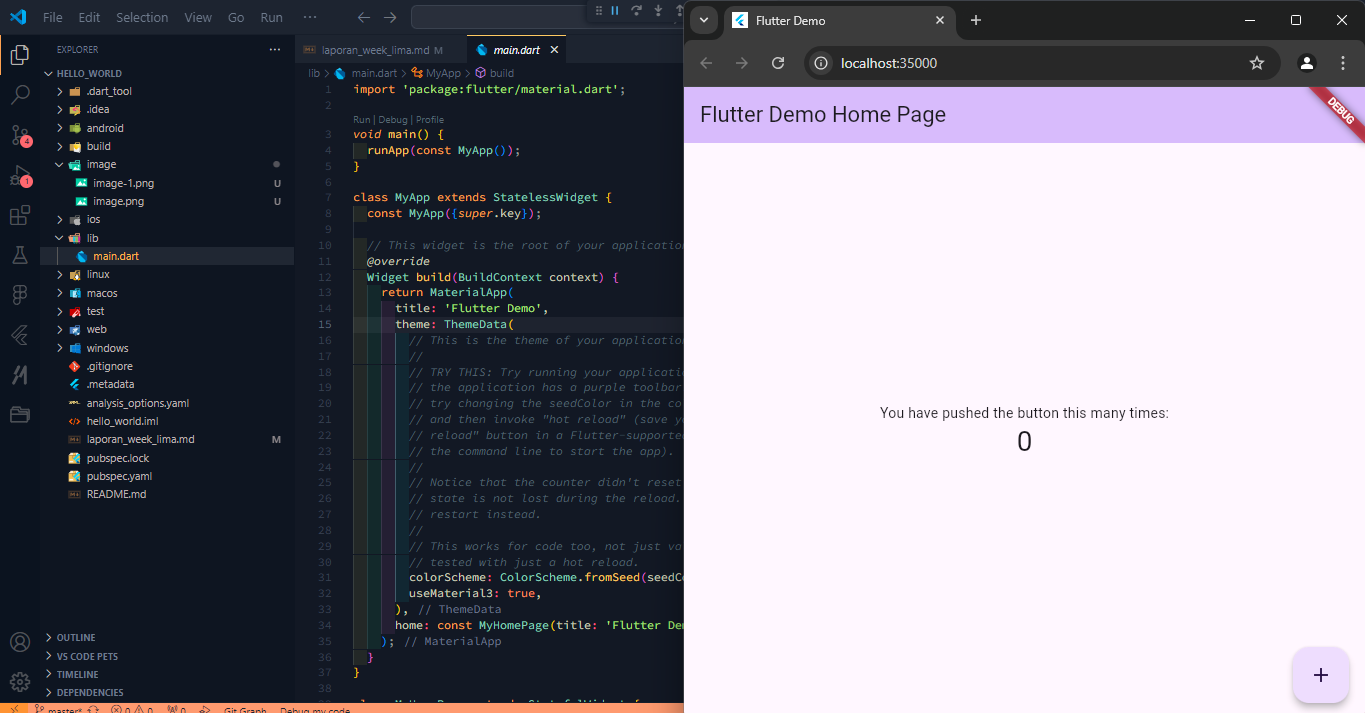 File Edit Selection View Go Run ···
EXPLORER ···
HELLO_WORLD
.dart_tool
.idea
android
build
image
image-1.png U
image.png U
ios
lib
main.dart
linux
macos
test
web
windows
.gitignore
.metadata
analysis_options.yaml
hello_world.iml
laporan_week_lima.md M
pubspec.lock
pubspec.yaml
README.md
OUTLINE
VS CODE PETS
TIMELINE
DEPENDENCIES
4
1
laporan_week_lima.md M
main.dart
lib > main.dart > MyApp > build
1 import 'package:flutter/material.dart';
2
Run | Debug | Profile
3 void main() {
4 runApp(const MyApp());
5 }
6
7 class MyApp extends StatelessWidget {
8 const MyApp({super.key});
9
10 // This widget is the root of your application
11 @override
12 Widget build(BuildContext context) {
13 return MaterialApp(
14 title: 'Flutter Demo',
15 theme: ThemeData(
16 // This is the theme of your application
17 //
18 // TRY THIS: Try running your applicati
19 // the application has a purple toolbar
20 // try changing the seedColor in the co
21 // and then invoke "hot reload" (save y
22 // reload" button in a Flutter-supporte
23 // the command line to start the app).
24 //
25 // Notice that the counter didn't reset
26 // state is not lost during the reload.
27 // restart instead.
28 //
29 // This works for code too, not just va
30 // tested with just a hot reload.
31 colorScheme: ColorScheme.fromSeed(seedC
32 useMaterial3: true,
33 ), // ThemeData
34 home: const MyHomePage(title: 'Flutter De
35 ); // MaterialApp
36 }
37 }
38
master* 0 0 0 Git Graph Debug my code
Flutter Demo
localhost:35000
Flutter Demo Home Page
DEBUG
You have pushed the button this many times:
0
+